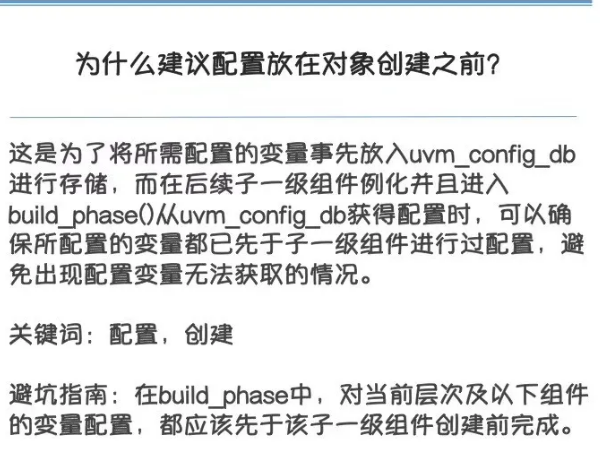 为什么建议配置放在对象创建之前？
这是为了将所需配置的变量事先放入uvm_config_db
进行存储，而在后续子一级组件例化并且进入
build_phase()从uvm_config_db获得配置时，可以确
保所配置的变量都已先于子一级组件进行过配置，避
免出现配置变量无法获取的情况。
关键词：配置，创建
避坑指南：在build_phase中，对当前层次及以下组件
的变量配置，都应该先于该子一级组件创建前完成。